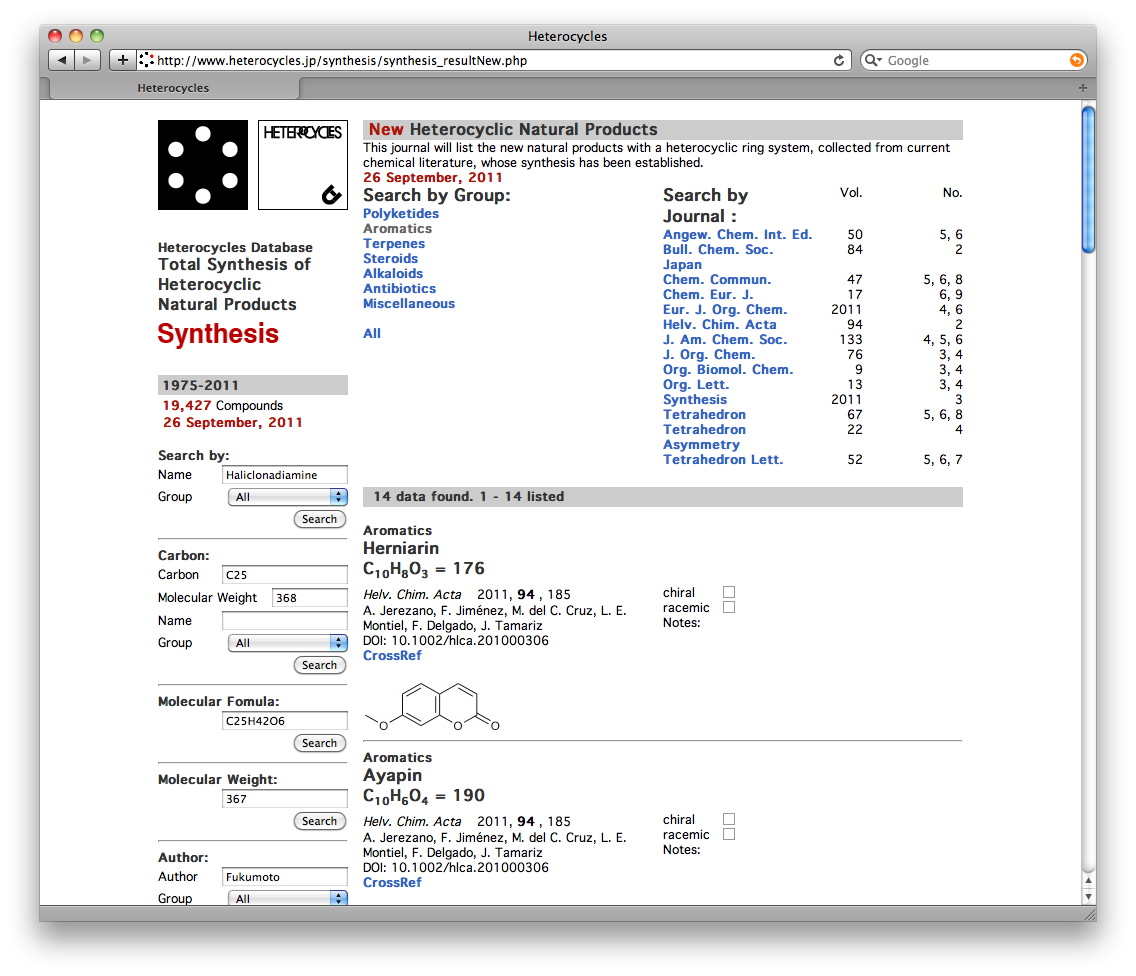 Heterocycles
http://www.heterocycles.jp/synthesis/synthesis_resultNew.php
Google
Heterocycles
HETEROCYCLES
Heterocycles Database
Total Synthesis of
Heterocyclic
Natural Products
Synthesis
1975-2011
19,427 Compounds
26 September, 2011
Search by:
Name Haliclonadiamine
Group All
Search
Carbon:
Carbon C25
Molecular Weight 368
Name
Group All
Search
Molecular Fomula:
C25H42O6
Search
Molecular Weight:
367
Search
Author:
Author Fukumoto
Group All
New Heterocyclic Natural Products
This journal will list the new natural products with a heterocyclic ring system, collected from current
chemical literature, whose synthesis has been established.
26 September, 2011
Search by Group:
Polyketides
Aromatics
Terpenes
Steroids
Alkaloids
Antibiotics
Miscellaneous
All
Search by Vol. No.
Journal :
Angew. Chem. Int. Ed. 50 5, 6
Bull. Chem. Soc. 84 2
Japan
Chem. Commun. 47 5, 6, 8
Chem. Eur. J. 17 6, 9
Eur. J. Org. Chem. 2011 4, 6
Helv. Chim. Acta 94 2
J. Am. Chem. Soc. 133 4, 5, 6
J. Org. Chem. 76 3, 4
Org. Biomol. Chem. 9 3, 4
Org. Lett. 13 3, 4
Synthesis 2011 3
Tetrahedron 67 5, 6, 8
Tetrahedron 22 4
Asymmetry
Tetrahedron Lett. 52 5, 6, 7
14 data found. 1 - 14 listed
Aromatics
Herniarin
C10H8O3 = 176
Helv. Chim. Acta 2011, 94 , 185
A. Jerezano, F. Jiménez, M. del C. Cruz, L. E.
Montiel, F. Delgado, J. Tamariz
DOI: 10.1002/hlca.201000306
CrossRef
chiral
racemic
Notes:
O O O
Aromatics
Ayapin
C10H6O4 = 190
Helv. Chim. Acta 2011, 94 , 185
A. Jerezano, F. Jiménez, M. del C. Cruz, L. E.
Montiel, F. Delgado, J. Tamariz
DOI: 10.1002/hlca.201000306
CrossRef
chiral
racemic
Notes: